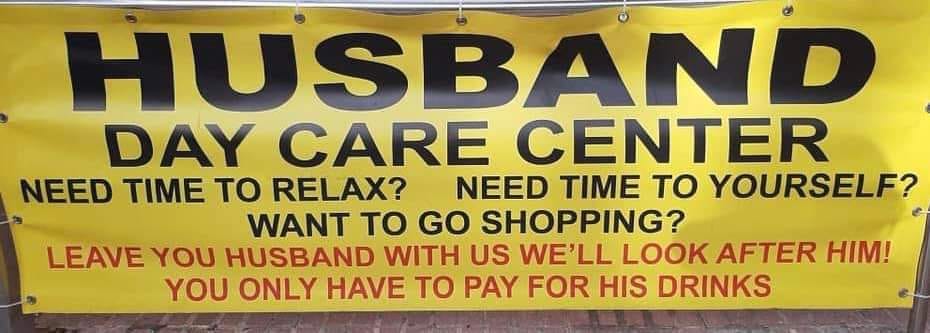 HUSBAND
DAY CARE CENTER
NEED TIME TO RELAX? NEED TIME TO YOURSELF?
WANT TO GO SHOPPING?
LEAVE YOU HUSBAND WITH US WE'LL LOOK AFTER HIM!
YOU ONLY HAVE TO PAY FOR HIS DRINKS